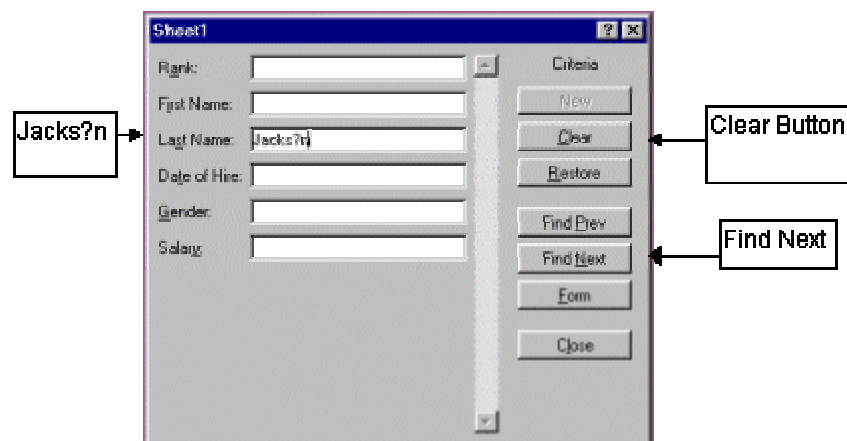 Sheet1
Rank:
First Name:
Last Name: Jacks?n
Date of Hire:
Gender:
Salary:
Criteria
New
Clear
Restore
Find Prev
Find Next
Form
Close
Jacks?n
Clear Button
Find Next